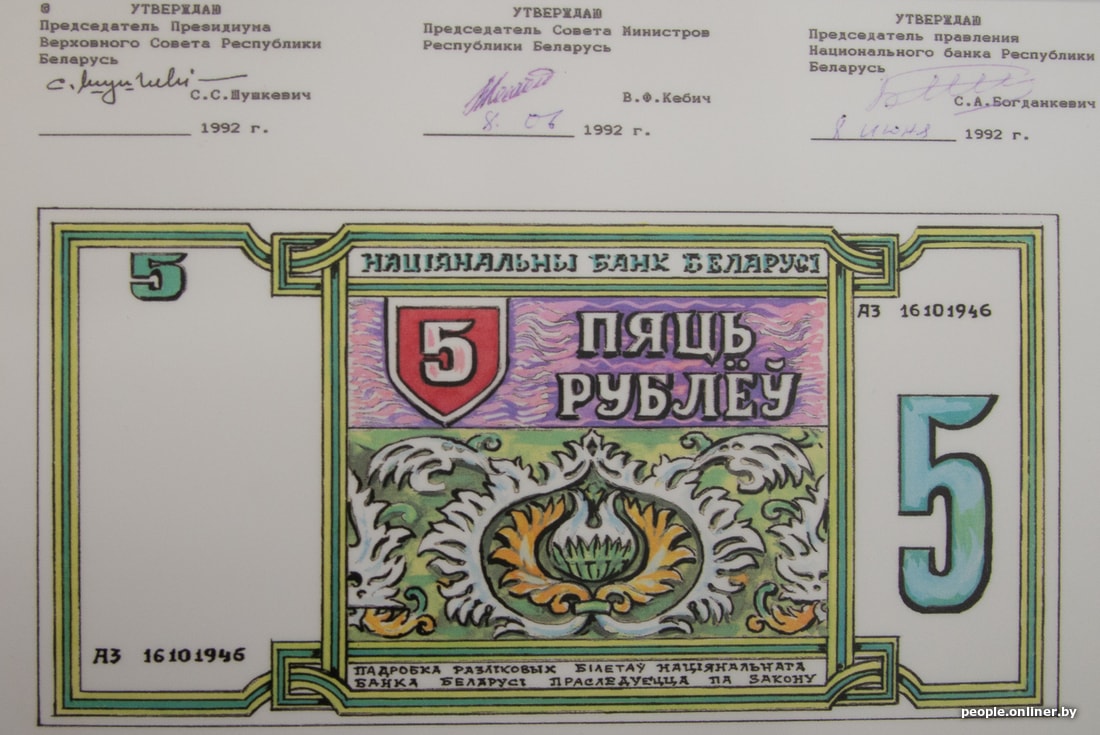 УТВЕРЖДАЮ
Председатель Президиума
Верховного Совета Республики
Беларусь
С.С.Шушкевич
1992 г.
УТВЕРЖДАЮ
Председатель Совета Министров
Республики Беларусь
В.Ф.Кебич
8. 06 1992 г.
УТВЕРЖДАЮ
Председатель правления
Национального банка Республики
Беларусь
С.А.Богданкевич
8 июня 1992 г.
5
НАЦІЯНАЛЬНЫ БАНК БЕЛАРУСІ
5
ПЯЦЬ
РУБЛЁЎ
АЗ 16101946
5
АЗ 16101946
ПАДРОБКА РАЗЛІКОВЫХ БІЛЕТАЎ НАЦІЯНАЛЬНАГА
БАНКА БЕЛАРУСІ ПРАСЛЕДУЕЦЦА ПА ЗАКОНУ
people.onliner.by